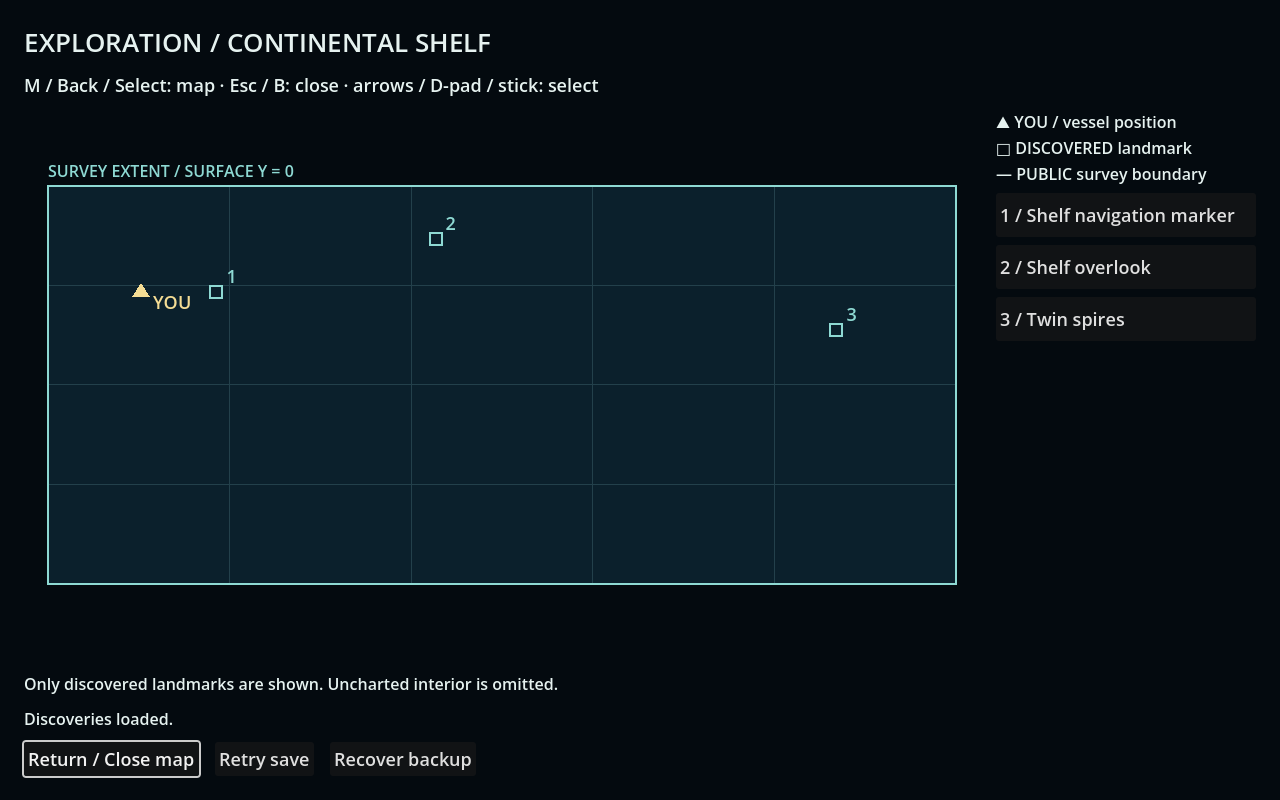 EXPLORATION / CONTINENTAL SHELF
M / Back / Select: map · Esc / B: close · arrows / D-pad / stick: select
▲ YOU / vessel position
□ DISCOVERED landmark
— PUBLIC survey boundary
SURVEY EXTENT / SURFACE Y = 0
1
2
3
YOU
1 / Shelf navigation marker
2 / Shelf overlook
3 / Twin spires
Only discovered landmarks are shown. Uncharted interior is omitted.
Discoveries loaded.
Return / Close map
Retry save
Recover backup